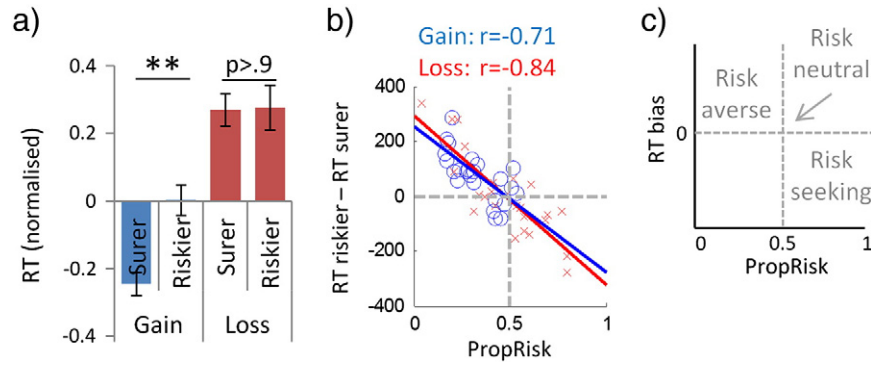 a)
RT (normalised)
0.4
0.2
0
-0.2
-0.4
**
p>.9
Surer
Riskier
Surer
Riskier
Gain
Loss
b)
Gain: r=-0.71
Loss: r=-0.84
RT riskier – RT surer
400
200
0
-200
-400
0
0.5
1
PropRisk
c)
RT bias
0
Risk
averse
Risk
neutral
Risk
seeking
0
0.5
1
PropRisk